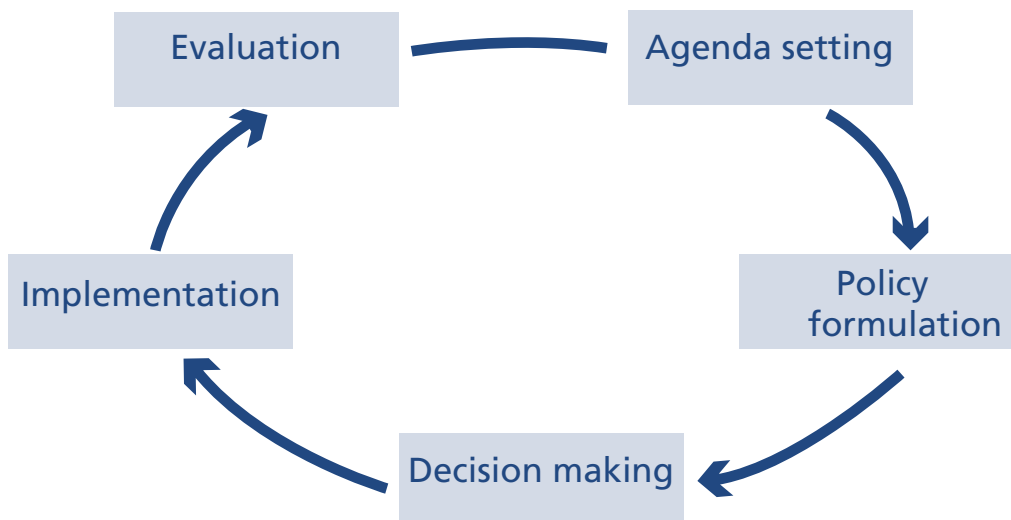 Evaluation
Agenda setting
Implementation
Policy
formulation
Decision making